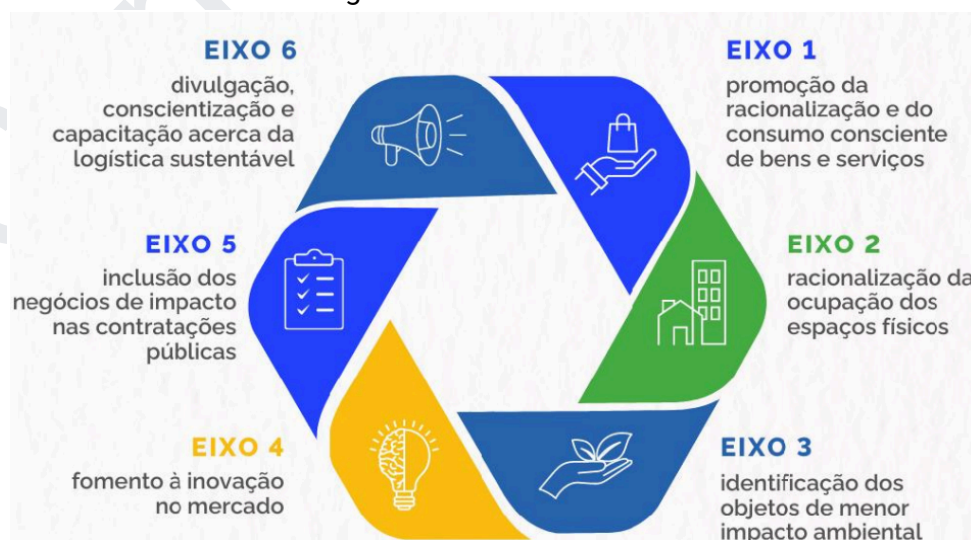 EIXO 6
divulgação,
conscientização e
capacitação acerca da
logística sustentável
EIXO 1
promoção da
racionalização e do
consumo consciente
de bens e serviços
EIXO 5
inclusão dos
negócios de impacto
nas contratações
públicas
EIXO 2
racionalização da
ocupação dos
espaços físicos
EIXO 4
fomento à inovação
no mercado
EIXO 3
identificação dos
objetos de menor
impacto ambiental